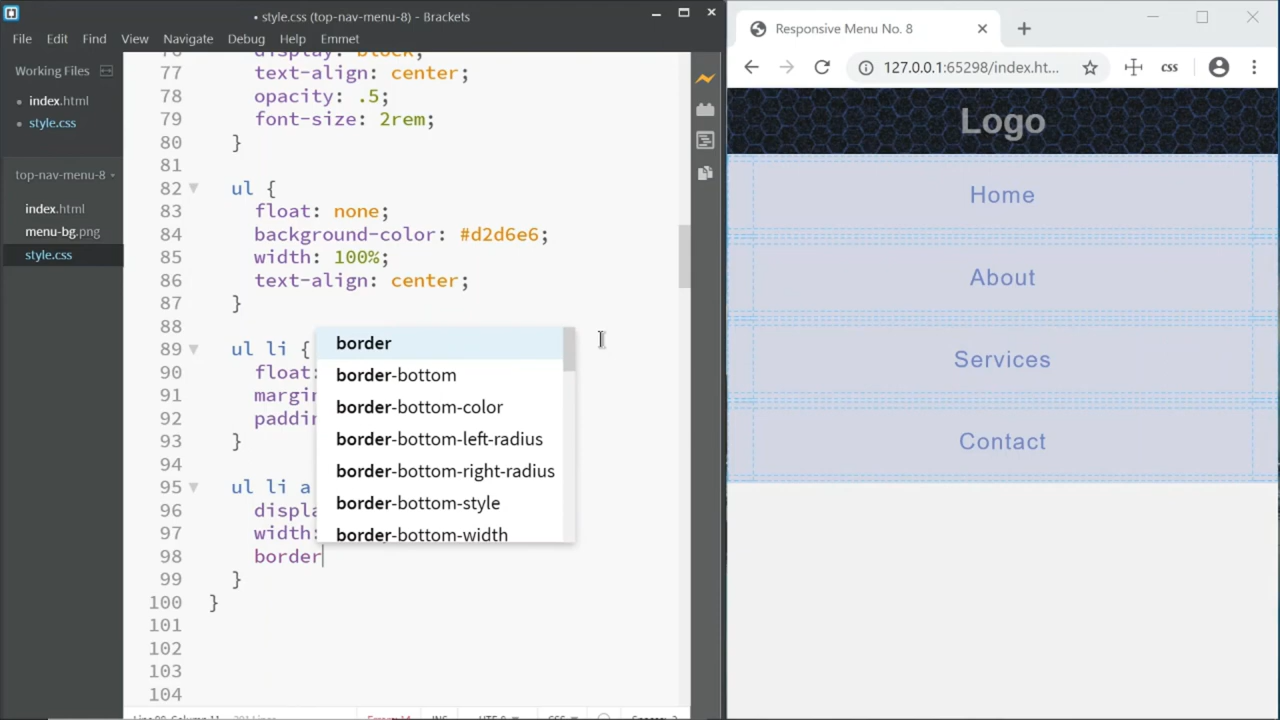 • style.css (top-nav-menu-8) - Brackets
File Edit Find View Navigate Debug Help Emmet
Working Files
index.html
style.css
top-nav-menu-8
index.html
menu-bg.png
style.css
76 display: block;
77 text-align: center;
78 opacity: .5;
79 font-size: 2rem;
80 }
81
82 ul {
83 float: none;
84 background-color: #d2d6e6;
85 width: 100%;
86 text-align: center;
87 }
88
89 ul li {
90 float:
91 margin
92 paddin
93 }
94
95 ul li a
96 displa
97 width:
98 border
99 }
100 }
101
102
103
104
border
border-bottom
border-bottom-color
border-bottom-left-radius
border-bottom-right-radius
border-bottom-style
border-bottom-width
Responsive Menu No. 8
127.0.0.1:65298/index.ht...
css
Logo
Home
About
Services
Contact